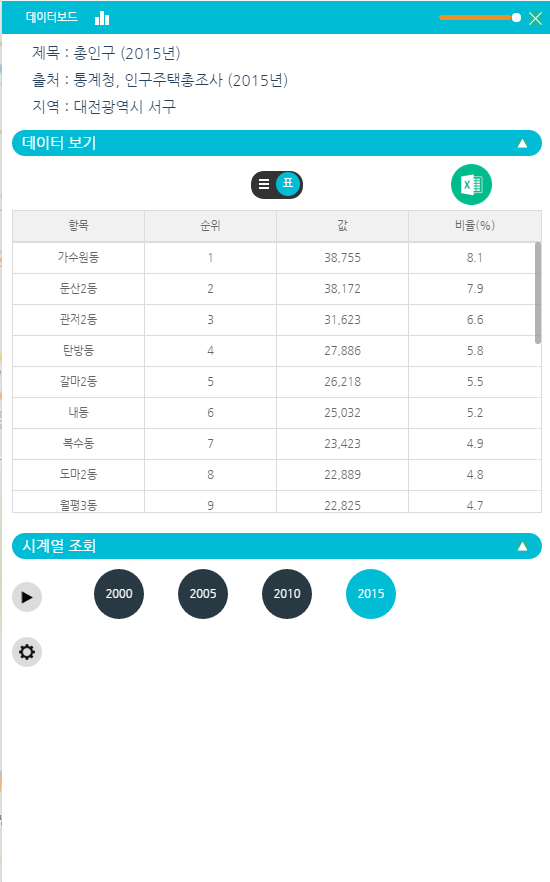 데이터보드
제목 : 총인구 (2015년)
출처 : 통계청, 인구주택총조사 (2015년)
지역 : 대전광역시 서구
데이터 보기
표
항목 순위 값 비율(%)
가수원동 1 38,755 8.1
둔산2동 2 38,172 7.9
관저2동 3 31,623 6.6
탄방동 4 27,886 5.8
갈마2동 5 26,218 5.5
내동 6 25,032 5.2
복수동 7 23,423 4.9
도마2동 8 22,889 4.8
월평3동 9 22,825 4.7
시계열 조회
2000 2005 2010 2015